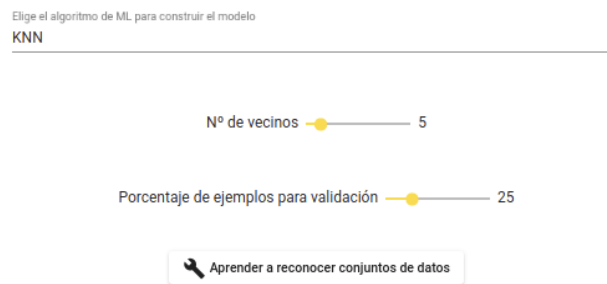 Elige el algoritmo de ML para construir el modelo
KNN
Nº de vecinos 5
Porcentaje de ejemplos para validación 25
Aprender a reconocer conjuntos de datos